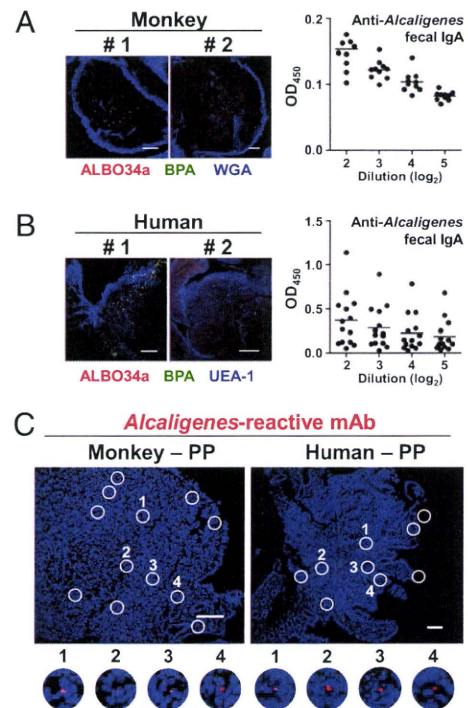 A
Monkey
# 1 # 2
ALBO34a BPA WGA
Anti-Alcaligenes
fecal IgA
OD450
0.2
0.1
0.0
2 3 4 5
Dilution (log2)
B
Human
# 1 # 2
ALBO34a BPA UEA-1
Anti-Alcaligenes
fecal IgA
OD450
1.5
1.0
0.5
0.0
2 3 4 5
Dilution (log2)
C
Alcaligenes-reactive mAb
Monkey – PP Human – PP
1
2 3
4
1
2 3
4
1 2 3 4 1 2 3 4